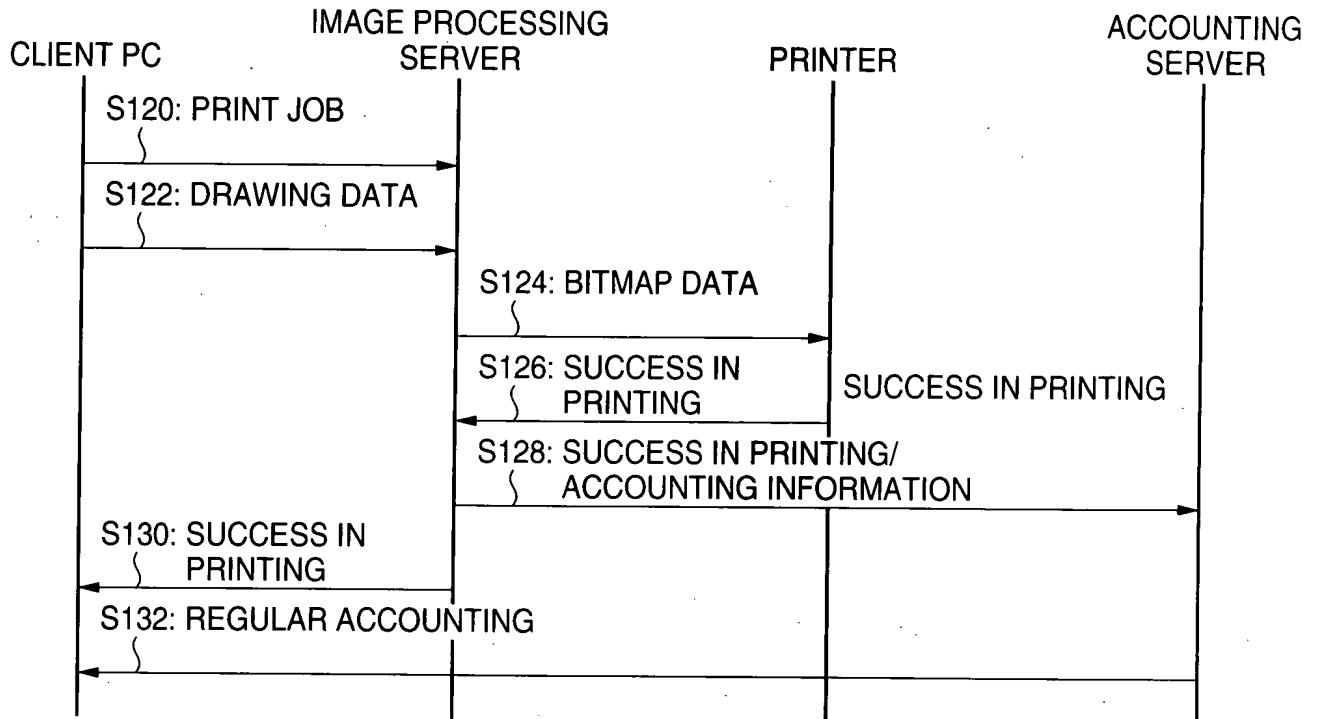 CLIENT PC
IMAGE PROCESSING
SERVER
PRINTER
ACCOUNTING
SERVER
S120: PRINT JOB
S122: DRAWING DATA
S124: BITMAP DATA
S126: SUCCESS IN
PRINTING
SUCCESS IN PRINTING
S128: SUCCESS IN PRINTING/
ACCOUNTING INFORMATION
S130: SUCCESS IN
PRINTING
S132: REGULAR ACCOUNTING